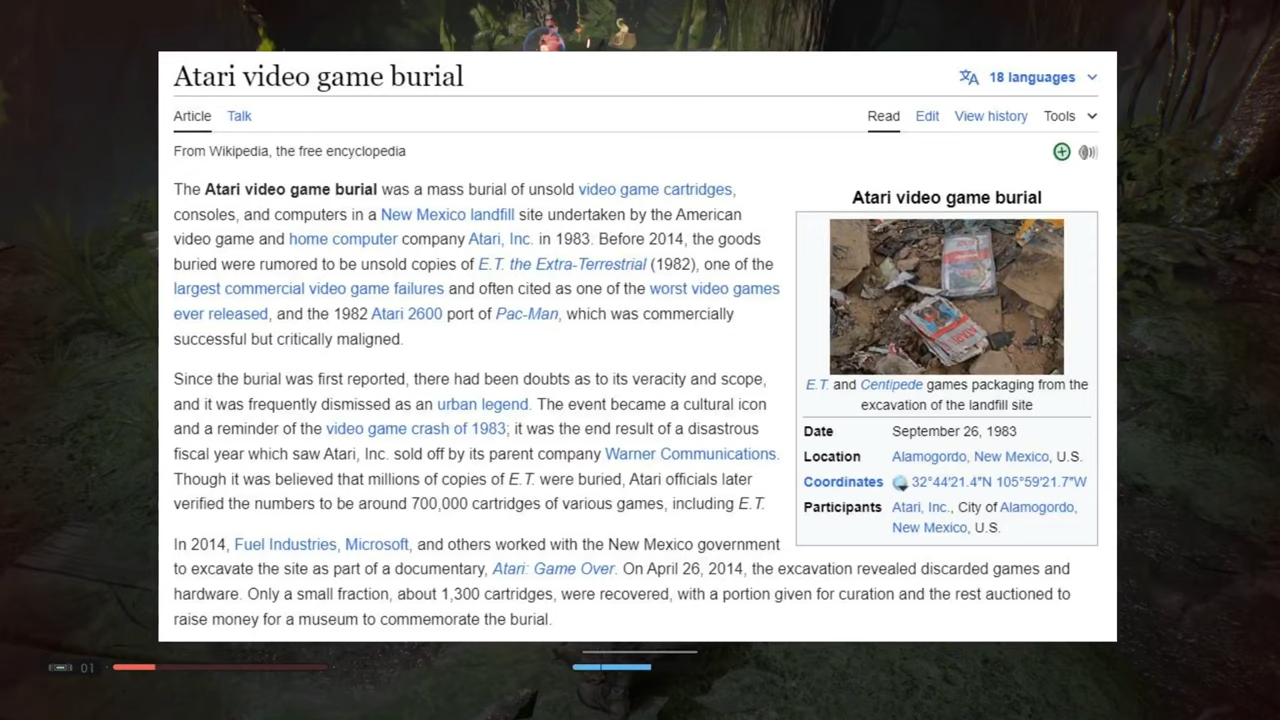 Atari video game burial
18 languages
Article Talk
Read Edit View history Tools
From Wikipedia, the free encyclopedia
The Atari video game burial was a mass burial of unsold video game cartridges,
consoles, and computers in a New Mexico landfill site undertaken by the American
video game and home computer company Atari, Inc. in 1983. Before 2014, the goods
buried were rumored to be unsold copies of E.T. the Extra-Terrestrial (1982), one of the
largest commercial video game failures and often cited as one of the worst video games
ever released, and the 1982 Atari 2600 port of Pac-Man, which was commercially
successful but critically maligned.
Since the burial was first reported, there had been doubts as to its veracity and scope,
and it was frequently dismissed as an urban legend. The event became a cultural icon
and a reminder of the video game crash of 1983; it was the end result of a disastrous
fiscal year which saw Atari, Inc. sold off by its parent company Warner Communications.
Though it was believed that millions of copies of E.T. were buried, Atari officials later
verified the numbers to be around 700,000 cartridges of various games, including E.T.
In 2014, Fuel Industries, Microsoft, and others worked with the New Mexico government
to excavate the site as part of a documentary, Atari: Game Over. On April 26, 2014, the excavation revealed discarded games and
hardware. Only a small fraction, about 1,300 cartridges, were recovered, with a portion given for curation and the rest auctioned to
raise money for a museum to commemorate the burial.
Atari video game burial
E.T. and Centipede games packaging from the
excavation of the landfill site
Date September 26, 1983
Location Alamogordo, New Mexico, U.S.
Coordinates 32°44′21.4″N 105°59′21.7″W
Participants Atari, Inc., City of Alamogordo,
New Mexico, U.S.
01